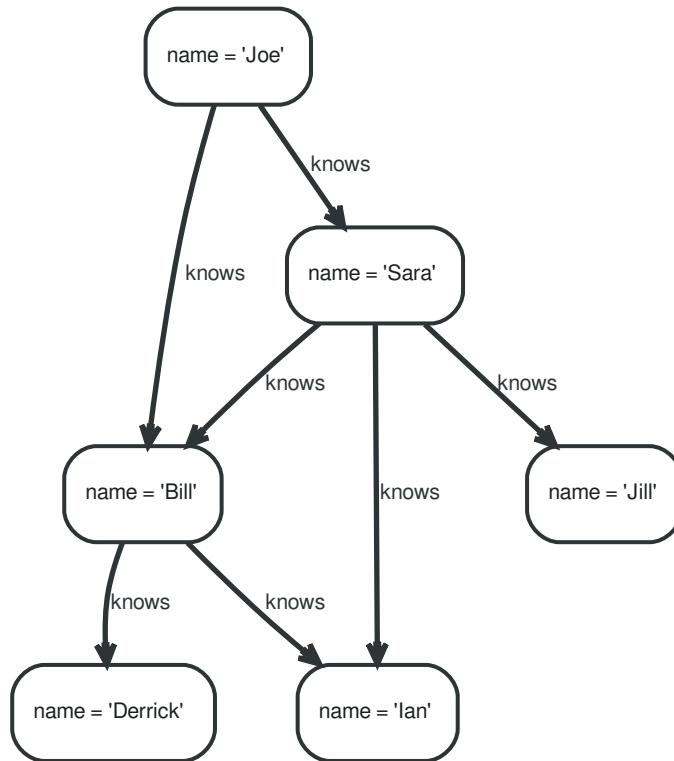 name = 'Joe'
knows
name = 'Sara'
knows
knows
knows
name = 'Bill'
knows
name = 'Jill'
knows
knows
name = 'Derrick'
name = 'Ian'